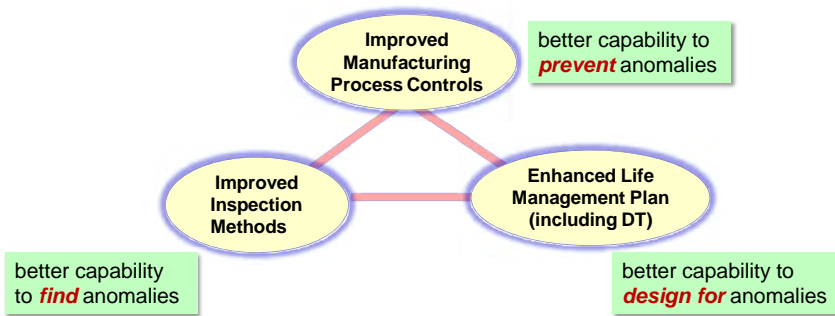 Improved
Manufacturing
Process Controls
better capability to
prevent anomalies
Improved
Inspection
Methods
Enhanced Life
Management Plan
(including DT)
better capability
to find anomalies
better capability to
design for anomalies